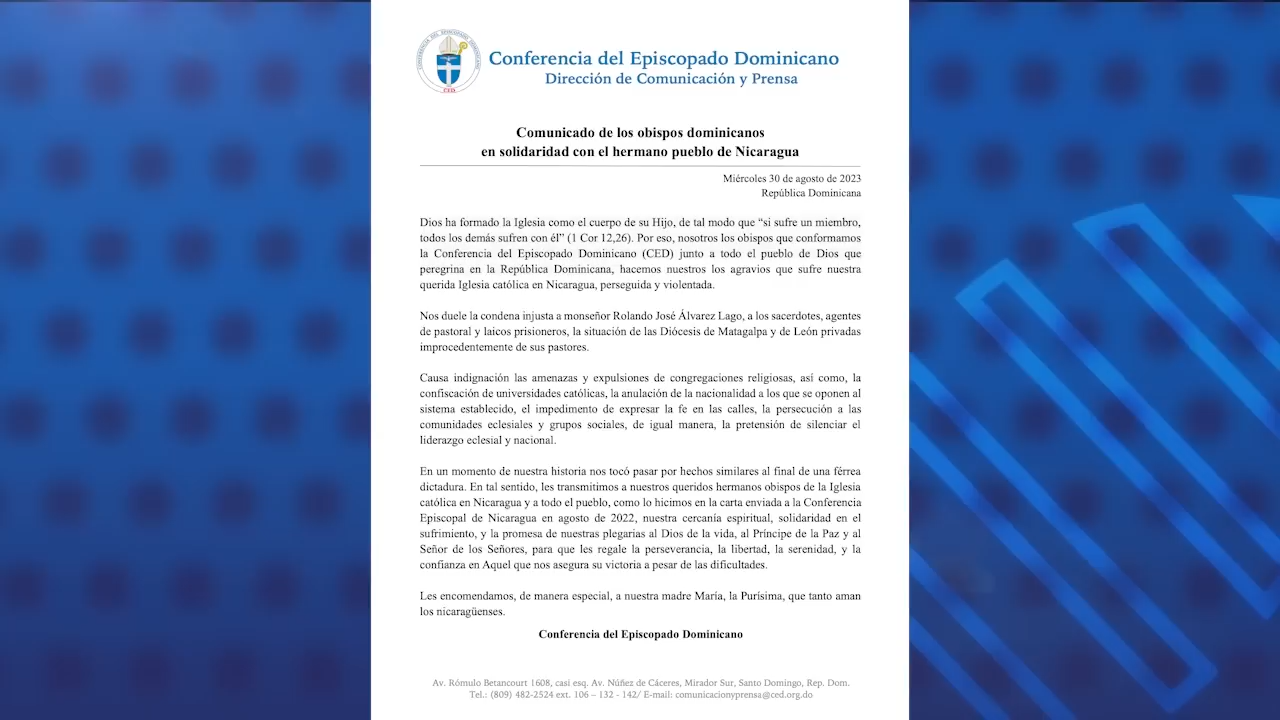 CONFERENCIA DEL EPISCOPADO DOMINICANO
CED
Conferencia del Episcopado Dominicano
Dirección de Comunicación y Prensa
Comunicado de los obispos dominicanos
en solidaridad con el hermano pueblo de Nicaragua
Miércoles 30 de agosto de 2023
República Dominicana
Dios ha formado la Iglesia como el cuerpo de su Hijo, de tal modo que “si sufre un miembro,
todos los demás sufren con él” (1 Cor 12,26). Por eso, nosotros los obispos que conformamos
la Conferencia del Episcopado Dominicano (CED) junto a todo el pueblo de Dios que
peregrina en la República Dominicana, hacemos nuestros los agravios que sufre nuestra
querida Iglesia católica en Nicaragua, perseguida y violentada.
Nos duele la condena injusta a monseñor Rolando José Álvarez Lago, a los sacerdotes, agentes
de pastoral y laicos prisioneros, la situación de las Diócesis de Matagalpa y de León privadas
improcedentemente de sus pastores.
Causa indignación las amenazas y expulsiones de congregaciones religiosas, así como, la
confiscación de universidades católicas, la anulación de la nacionalidad a los que se oponen al
sistema establecido, el impedimento de expresar la fe en las calles, la persecución a las
comunidades eclesiales y grupos sociales, de igual manera, la pretensión de silenciar el
liderazgo eclesial y nacional.
En un momento de nuestra historia nos tocó pasar por hechos similares al final de una férrea
dictadura. En tal sentido, les transmitimos a nuestros queridos hermanos obispos de la Iglesia
católica en Nicaragua y a todo el pueblo, como lo hicimos en la carta enviada a la Conferencia
Episcopal de Nicaragua en agosto de 2022, nuestra cercanía espiritual, solidaridad en el
sufrimiento, y la promesa de nuestras plegarias al Dios de la vida, al Príncipe de la Paz y al
Señor de los Señores, para que les regale la perseverancia, la libertad, la serenidad, y la
confianza en Aquel que nos asegura su victoria a pesar de las dificultades.
Les encomendamos, de manera especial, a nuestra madre María, la Purísima, que tanto aman
los nicaragüenses.
Conferencia del Episcopado Dominicano
Av. Rómulo Betancourt 1608, casi esq. Av. Núñez de Cáceres, Mirador Sur, Santo Domingo, Rep. Dom.
Tel.: (809) 482-2524 ext. 106 – 132 - 142/ E-mail: comunicacionyprensa@ced.org.do